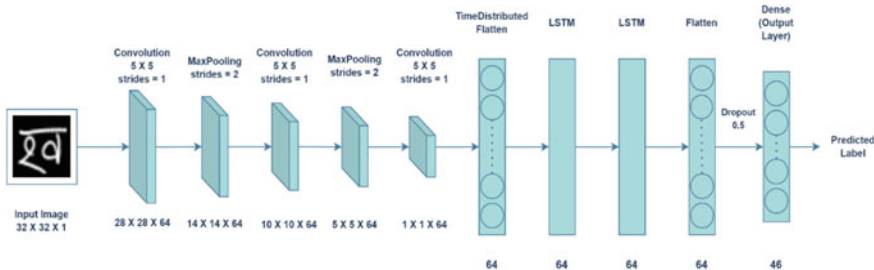 Convolution
5 X 5
strides = 1
MaxPooling
strides = 2
Convolution
5 X 5
strides = 1
MaxPooling
strides = 2
Convolution
5 X 5
strides = 1
TimeDistributed
Flatten
LSTM
LSTM
Flatten
Dense
(Output
Layer)
Dropout
0.5
Predicted
Label
Input Image
32 X 32 X 1
28 X 28 X 64
14 X 14 X 64
10 X 10 X 64
5 X 5 X 64
1 X 1 X 64
64
64
64
64
46